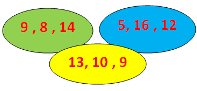 9 , 8 , 14
5, 16 , 12
13, 10 , 9